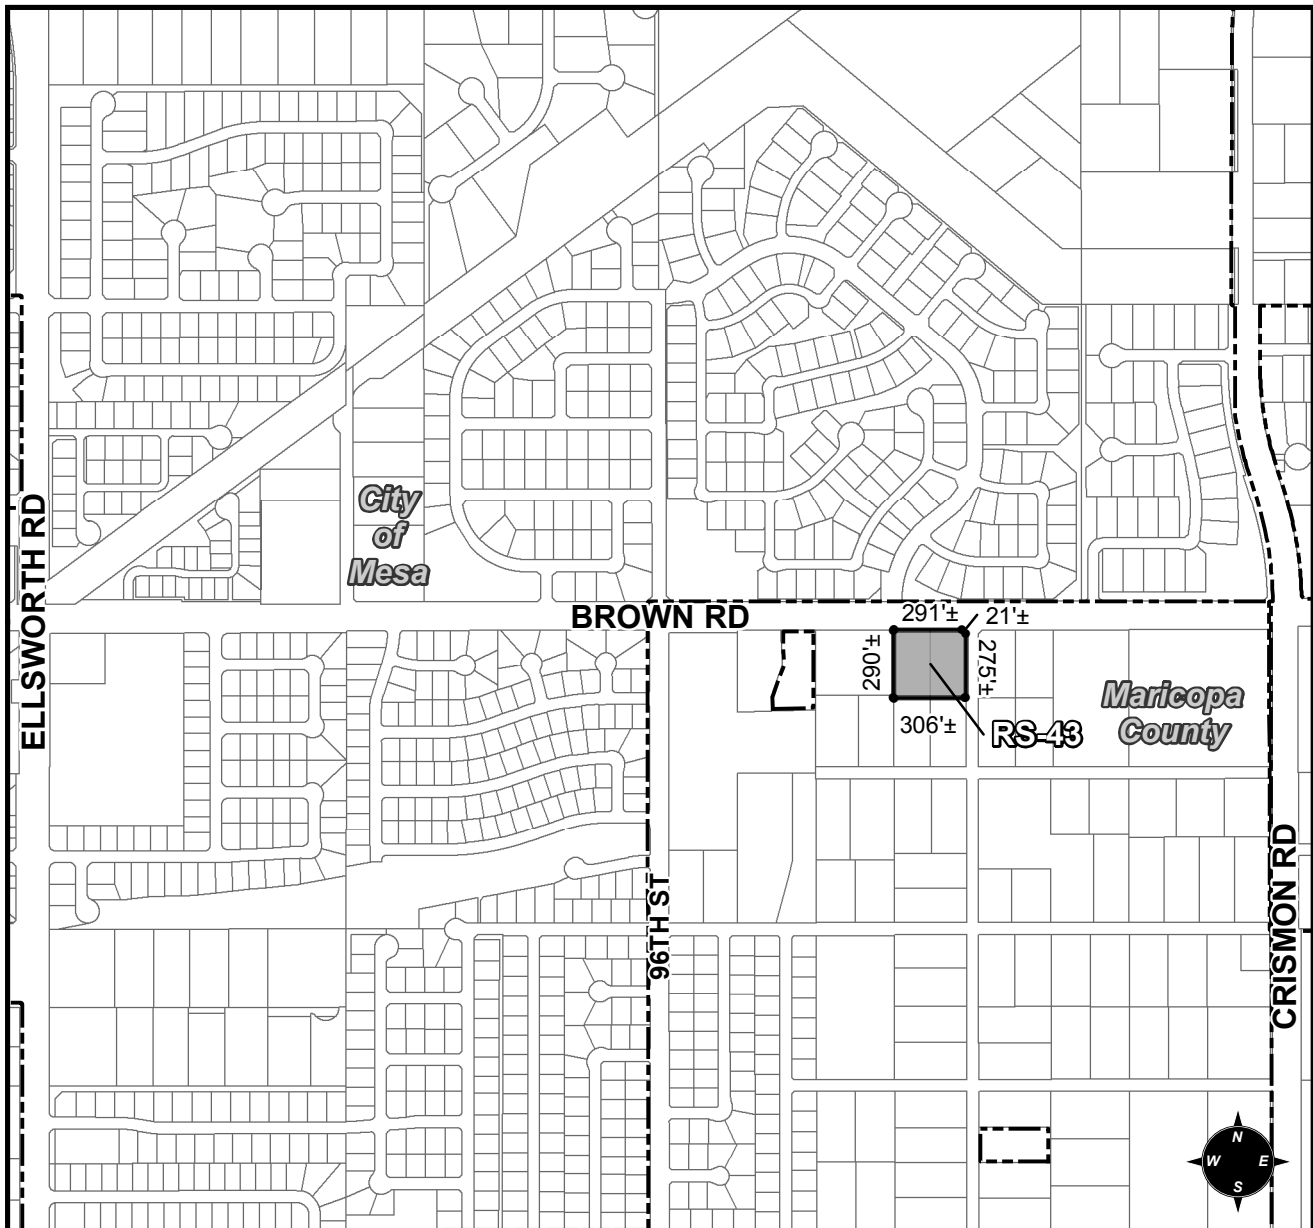 City
of
Mesa
ELLSWORTH RD
BROWN RD
291'±
21'±
290'±
275'±
306'±
RS-43
Maricopa
County
96TH ST
CRISMON RD
N
W
E
S